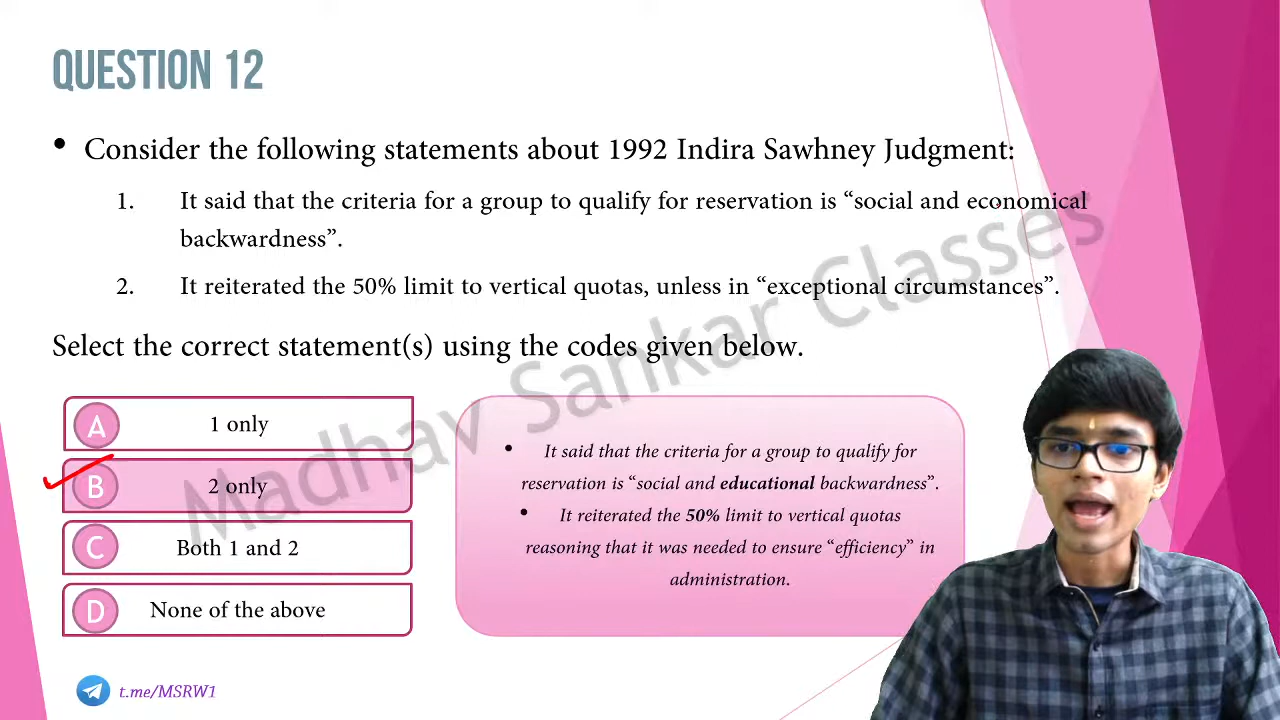 QUESTION 12
• Consider the following statements about 1992 Indira Sawhney Judgment:
1. It said that the criteria for a group to qualify for reservation is “social and economical
backwardness”.
2. It reiterated the 50% limit to vertical quotas, unless in “exceptional circumstances”.
Select the correct statement(s) using the codes given below.
A 1 only
B 2 only
C Both 1 and 2
D None of the above
• It said that the criteria for a group to qualify for
reservation is “social and educational backwardness”.
• It reiterated the 50% limit to vertical quotas
reasoning that it was needed to ensure “efficiency” in
administration.
Madhav Sankar Classes
t.me/MSRW1